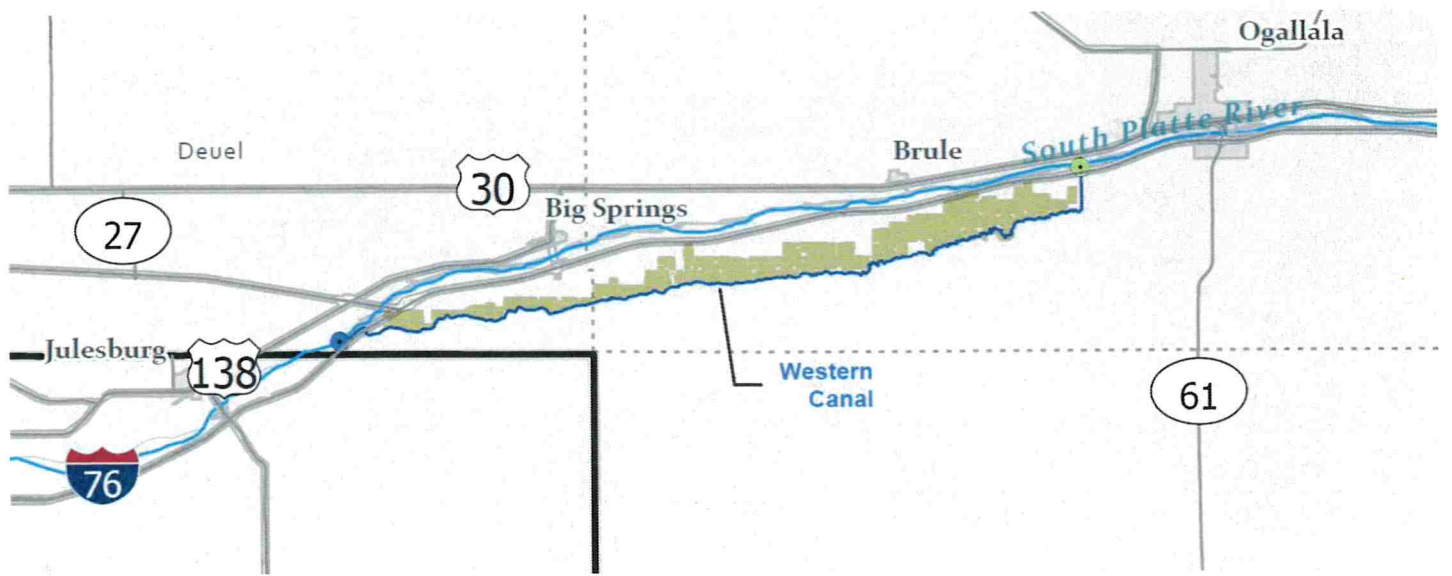 Ogallala
South Platte River
Brule
Deuel
30
Big Springs
27
Julesburg
138
Western
Canal
61
76